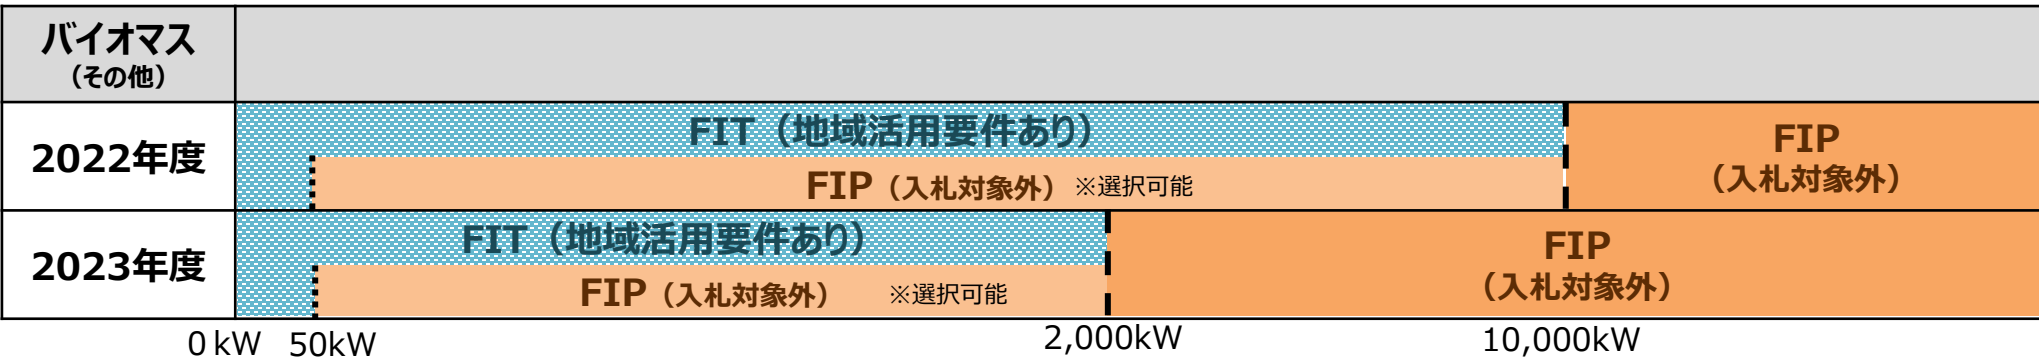 バイオマス
（その他）
2022年度
FIT（地域活用要件あり）
FIP（入札対象外）※選択可能
FIP
（入札対象外）
2023年度
FIT（地域活用要件あり）
FIP（入札対象外） ※選択可能
FIP
（入札対象外）
0 kW 50kW 2,000kW 10,000kW